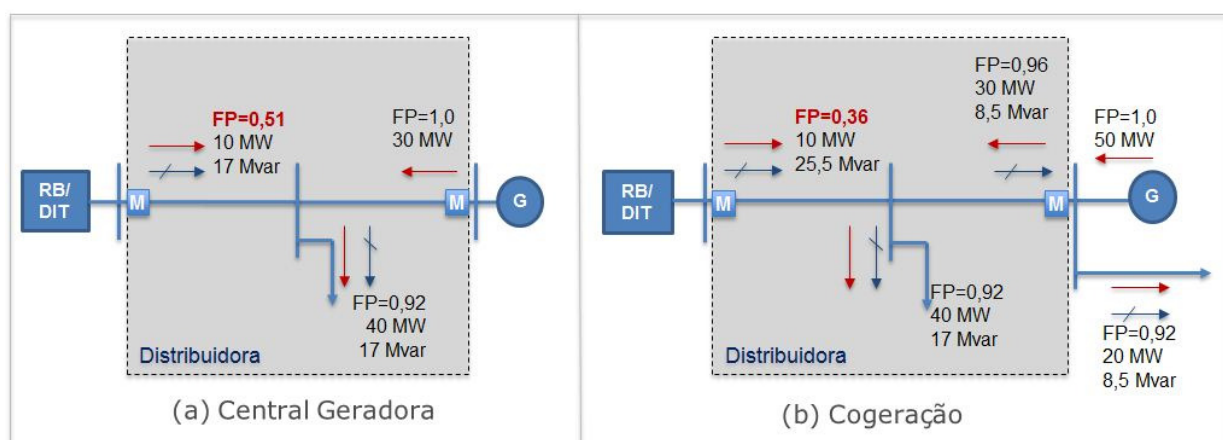 FP=0,51
10 MW
17 Mvar
FP=1,0
30 MW
RB/
DIT
M
M
G
FP=0,92
40 MW
17 Mvar
Distribuidora
(a) Central Geradora
FP=0,96
30 MW
8,5 Mvar
FP=0,36
10 MW
25,5 Mvar
FP=1,0
50 MW
RB/
DIT
M
M
G
FP=0,92
40 MW
17 Mvar
FP=0,92
20 MW
8,5 Mvar
Distribuidora
(b) Cogeração